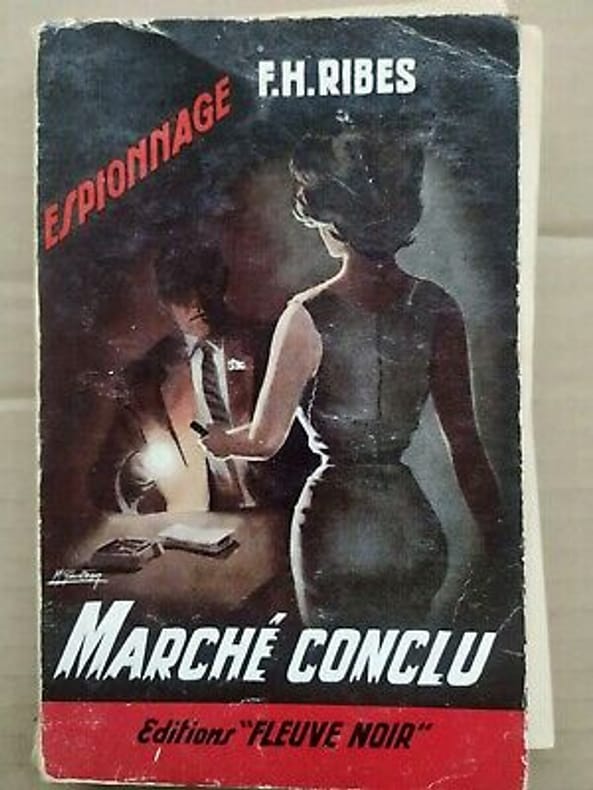 F.H.RIBES
ESPIONNAGE
MARCHÉ CONCLU
Editions "FLEUVE NOIR"